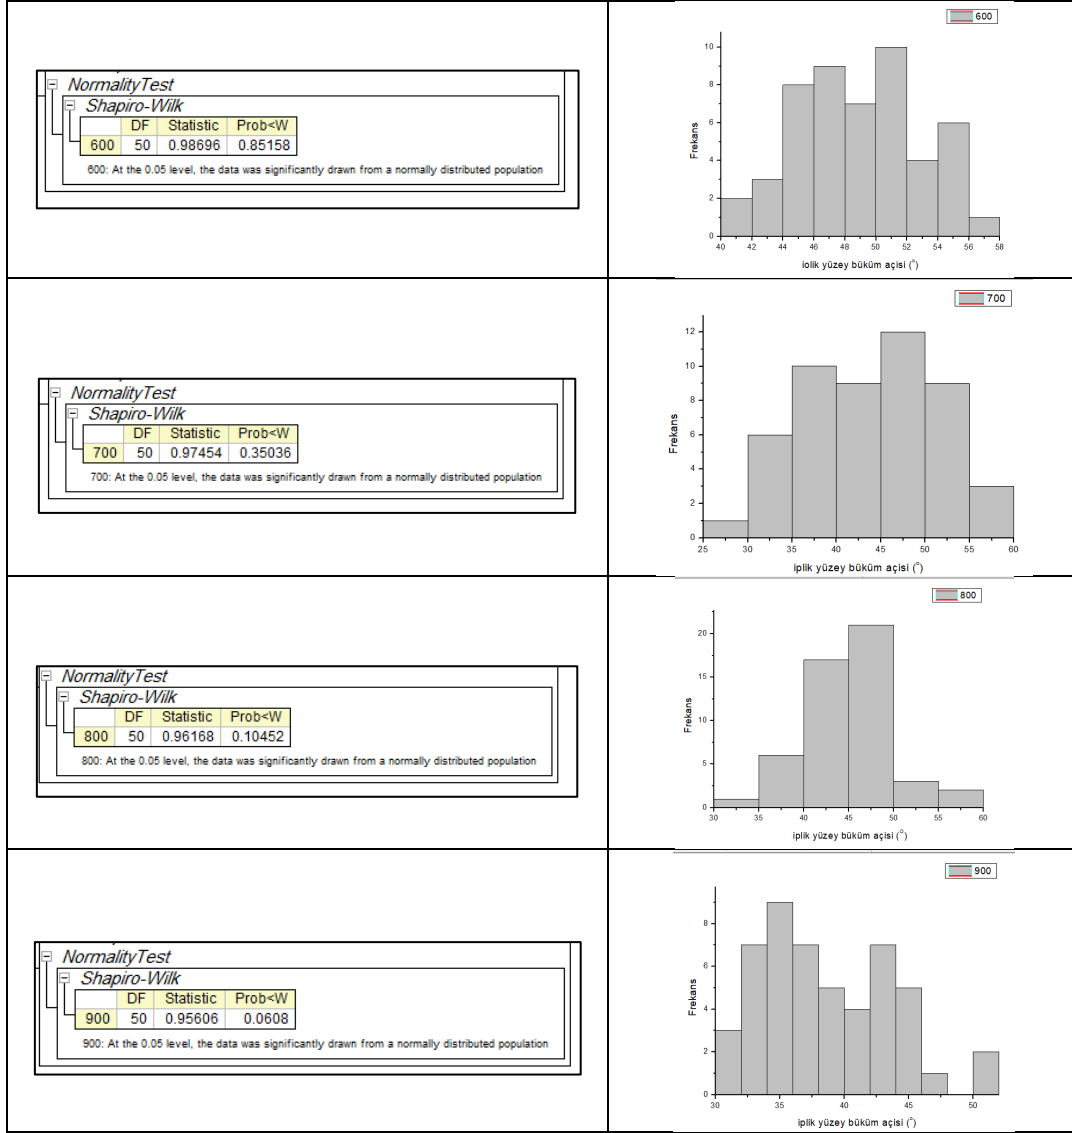 NormalityTest
Shapiro-Wilk
DF Statistic Prob<W
600 50 0.98696 0.85158
600: At the 0.05 level, the data was significantly drawn from a normally distributed population
600
10
8
6
4
2
0
Frekans
40 42 44 46 48 50 52 54 56 58
iolik yüzey büküm açisi (°)
NormalityTest
Shapiro-Wilk
DF Statistic Prob<W
700 50 0.97454 0.35036
700: At the 0.05 level, the data was significantly drawn from a normally distributed population
700
12
10
8
6
4
2
0
Frekans
25 30 35 40 45 50 55 60
iplik yüzey büküm açisi (°)
NormalityTest
Shapiro-Wilk
DF Statistic Prob<W
800 50 0.96168 0.10452
800: At the 0.05 level, the data was significantly drawn from a normally distributed population
800
20
15
10
5
0
Frekans
30 35 40 45 50 55 60
iplik yüzey büküm açisi (°)
NormalityTest
Shapiro-Wilk
DF Statistic Prob<W
900 50 0.95606 0.0608
900: At the 0.05 level, the data was significantly drawn from a normally distributed population
900
8
6
4
2
0
Frekans
30 35 40 45 50
iplik yüzey büküm açisi (°)